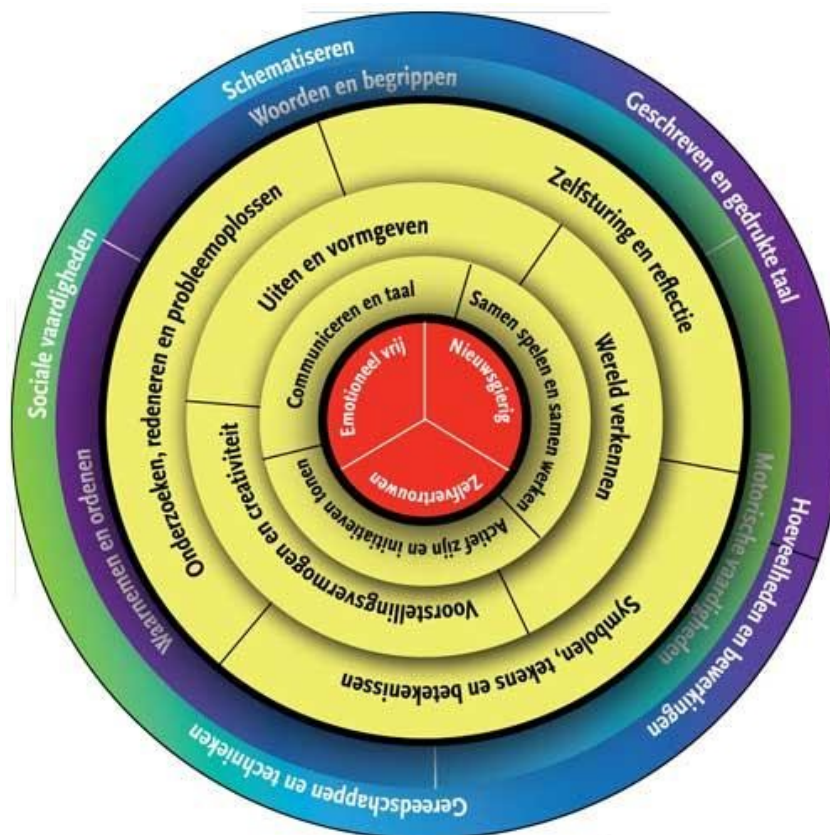 Schematiseren
Geschreven en gedrukte taal
Hoeveelheden en bewerkingen
Gereedschappen en technieken
Sociale vaardigheden
Woorden en begrippen
Motorische vaardigheden
Waarnemen en ordenen
Onderzoeken, redeneren en probleemoplossen
Zelfsturing en reflectie
Symbolen, tekens en betekenissen
Uiten en vormgeven
Wereld verkennen
Voorstellingsvermogen en creativiteit
Communiceren en taal
Samen spelen en samen werken
Actief zijn en initiatieven tonen
Emotioneel vrij
Nieuwsgierig
Zelfvertrouwen